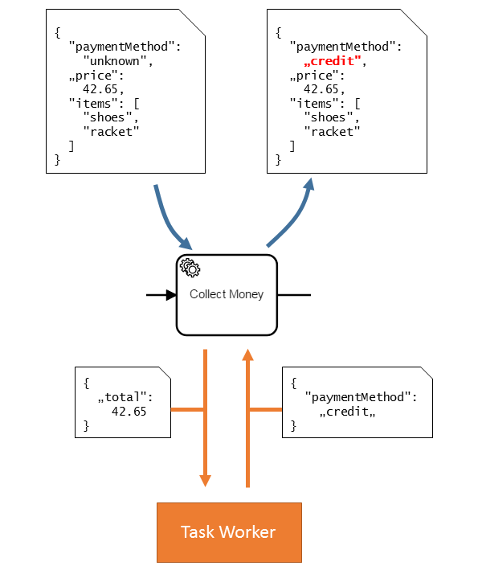 {
"paymentMethod":
"unknown",
„price":
42.65,
"items": [
"shoes",
"racket"
]
}
{
"paymentMethod":
„credit",
„price":
42.65,
"items": [
"shoes",
"racket"
]
}
Collect Money
{
„total":
42.65
}
{
"paymentMethod":
„credit„
}
Task Worker